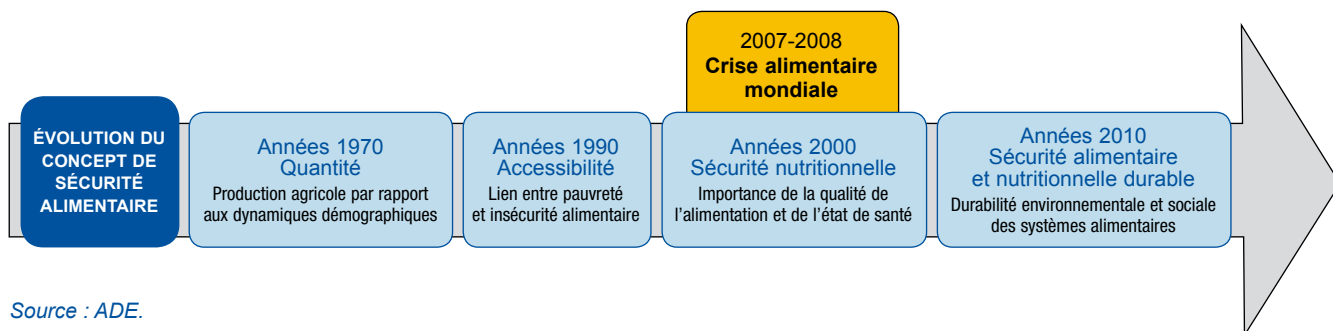 2007-2008
Crise alimentaire
mondiale
ÉVOLUTION DU
CONCEPT DE
SÉCURITÉ
ALIMENTAIRE
Années 1970
Quantité
Production agricole par rapport
aux dynamiques démographiques
Années 1990
Accessibilité
Lien entre pauvreté
et insécurité alimentaire
Années 2000
Sécurité nutritionnelle
Importance de la qualité de
l’alimentation et de l’état de santé
Années 2010
Sécurité alimentaire
et nutritionnelle durable
Durabilité environnementale et sociale
des systèmes alimentaires
Source : ADE.